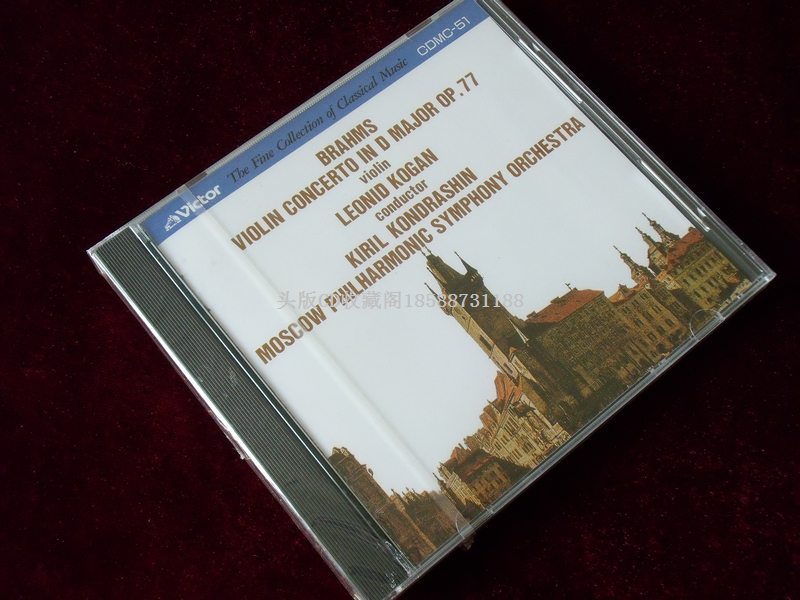 Victor The Fine Collection of Classical Music CDMC-51
BRAHMS
VIOLIN CONCERTO IN D MAJOR OP.77
violin
LEONID KOGAN
conductor
KIRIL KONDRASHIN
MOSCOW PHILHARMONIC SYMPHONY ORCHESTRA
头版CD收藏阁18538731188